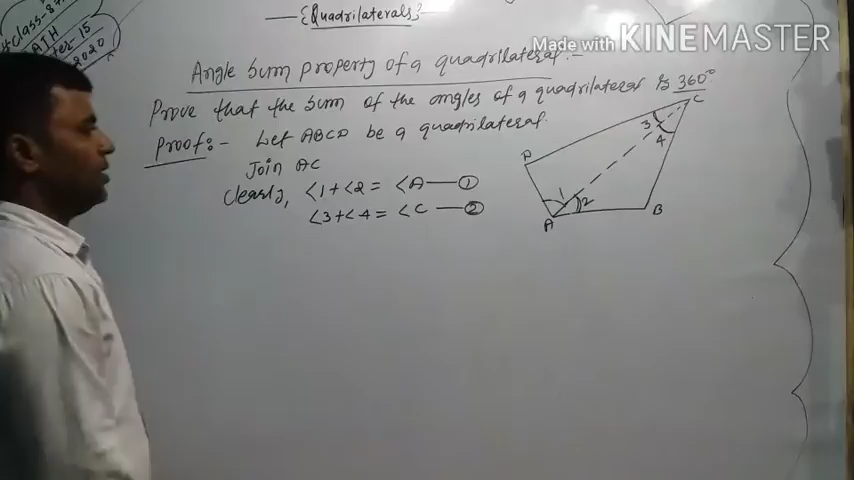 {Quadrilaterals}
MATH
2020
Made with KINEMASTER
Angle sum property of a quadrilateral:-
Prove that the sum of the angles of a quadrilateral is 360°
Proof:- Let ABCD be a quadrilateral.
Join AC
Clearly, ∠1+∠2 = ∠A — ①
∠3+∠4 = ∠C — ②
C
3
4
D
1
2
A
B